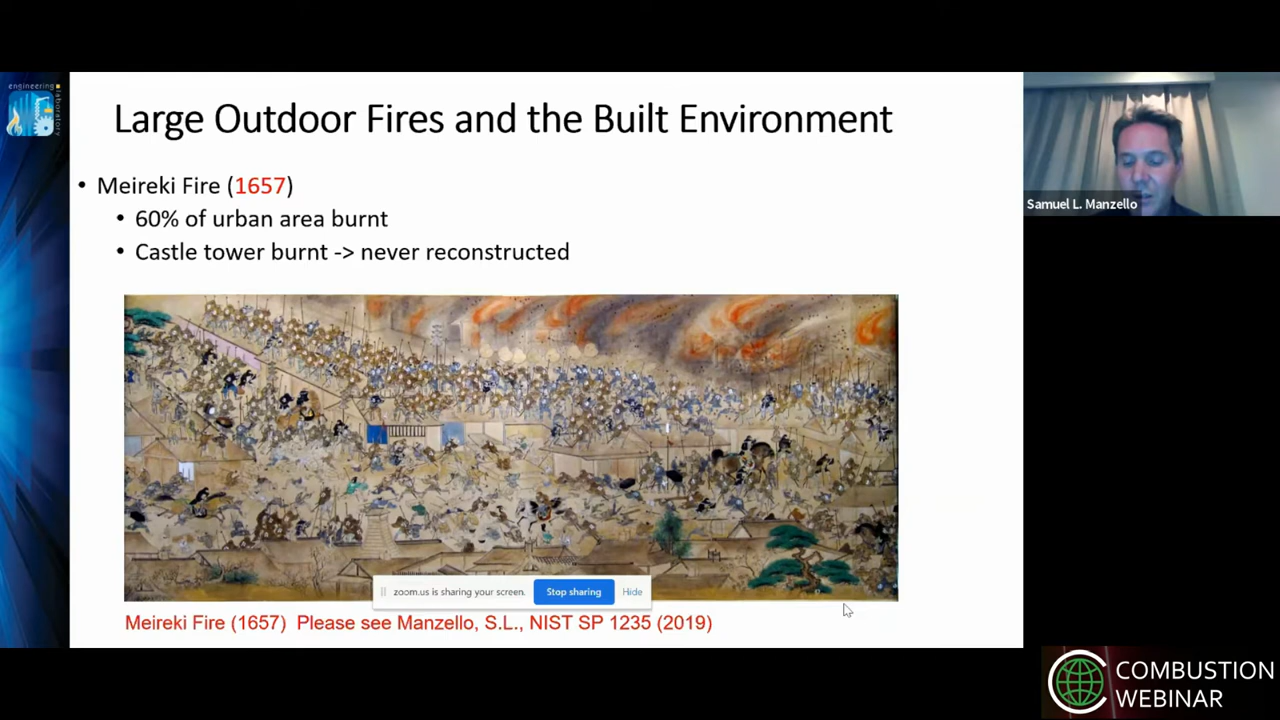 engineering
laboratory
Large Outdoor Fires and the Built Environment
• Meireki Fire (1657)
• 60% of urban area burnt
• Castle tower burnt -> never reconstructed
zoom.us is sharing your screen. Stop sharing Hide
Meireki Fire (1657) Please see Manzello, S.L., NIST SP 1235 (2019)
Samuel L. Manzello
COMBUSTION
WEBINAR